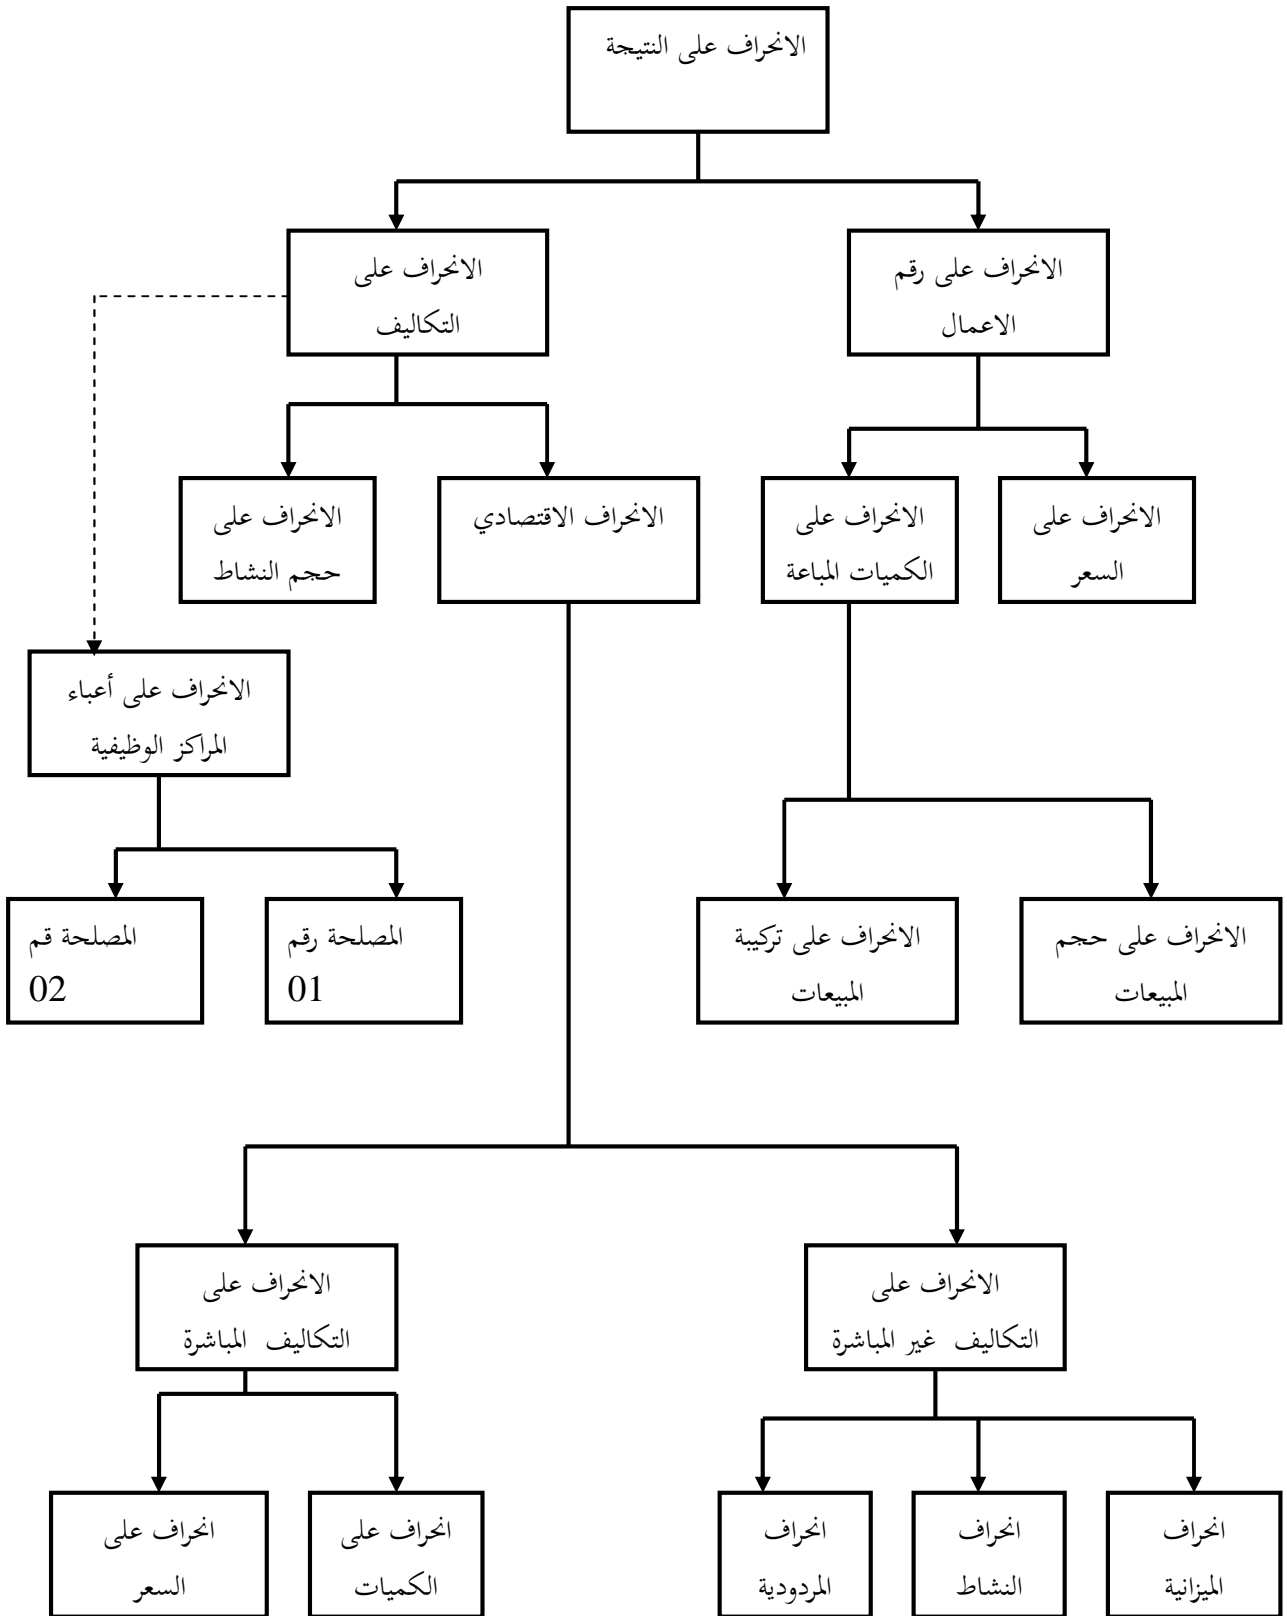 الانحراف على النتيجة
الانحراف على رقم
الاعمال
الانحراف على
التكاليف
الانحراف على
السعر
الانحراف على
الكميات المباعة
الانحراف الاقتصادي
الانحراف على
حجم النشاط
الانحراف على أعباء
المراكز الوظيفية
الانحراف على حجم
المبيعات
الانحراف على تركيبة
المبيعات
المصلحة رقم
01
المصلحة قم
02
الانحراف على
التكاليف غير المباشرة
الانحراف على
التكاليف المباشرة
انحراف
الميزانية
انحراف
النشاط
انحراف
المردودية
انحراف على
الكميات
انحراف على
السعر